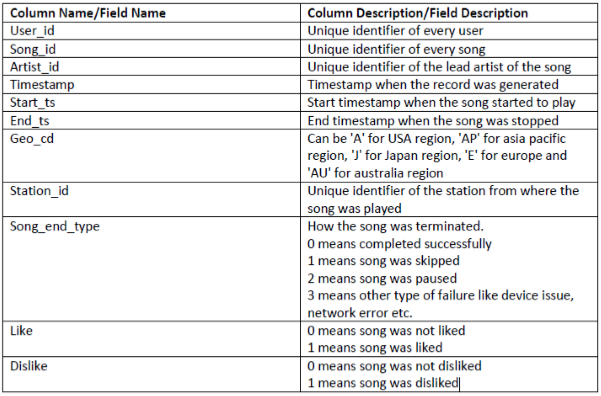 Column Name/Field Name Column Description/Field Description
User_id Unique identifier of every user
Song_id Unique identifier of every song
Artist_id Unique identifier of the lead artist of the song
Timestamp Timestamp when the record was generated
Start_ts Start timestamp when the song started to play
End_ts End timestamp when the song was stopped
Geo_cd Can be 'A' for USA region, 'AP' for asia pacific
region, 'J' for Japan region, 'E' for europe and
'AU' for australia region
Station_id Unique identifier of the station from where the
song was played
Song_end_type How the song was terminated.
0 means completed successfully
1 means song was skipped
2 means song was paused
3 means other type of failure like device issue,
network error etc.
Like 0 means song was not liked
1 means song was liked
Dislike 0 means song was not disliked
1 means song was disliked